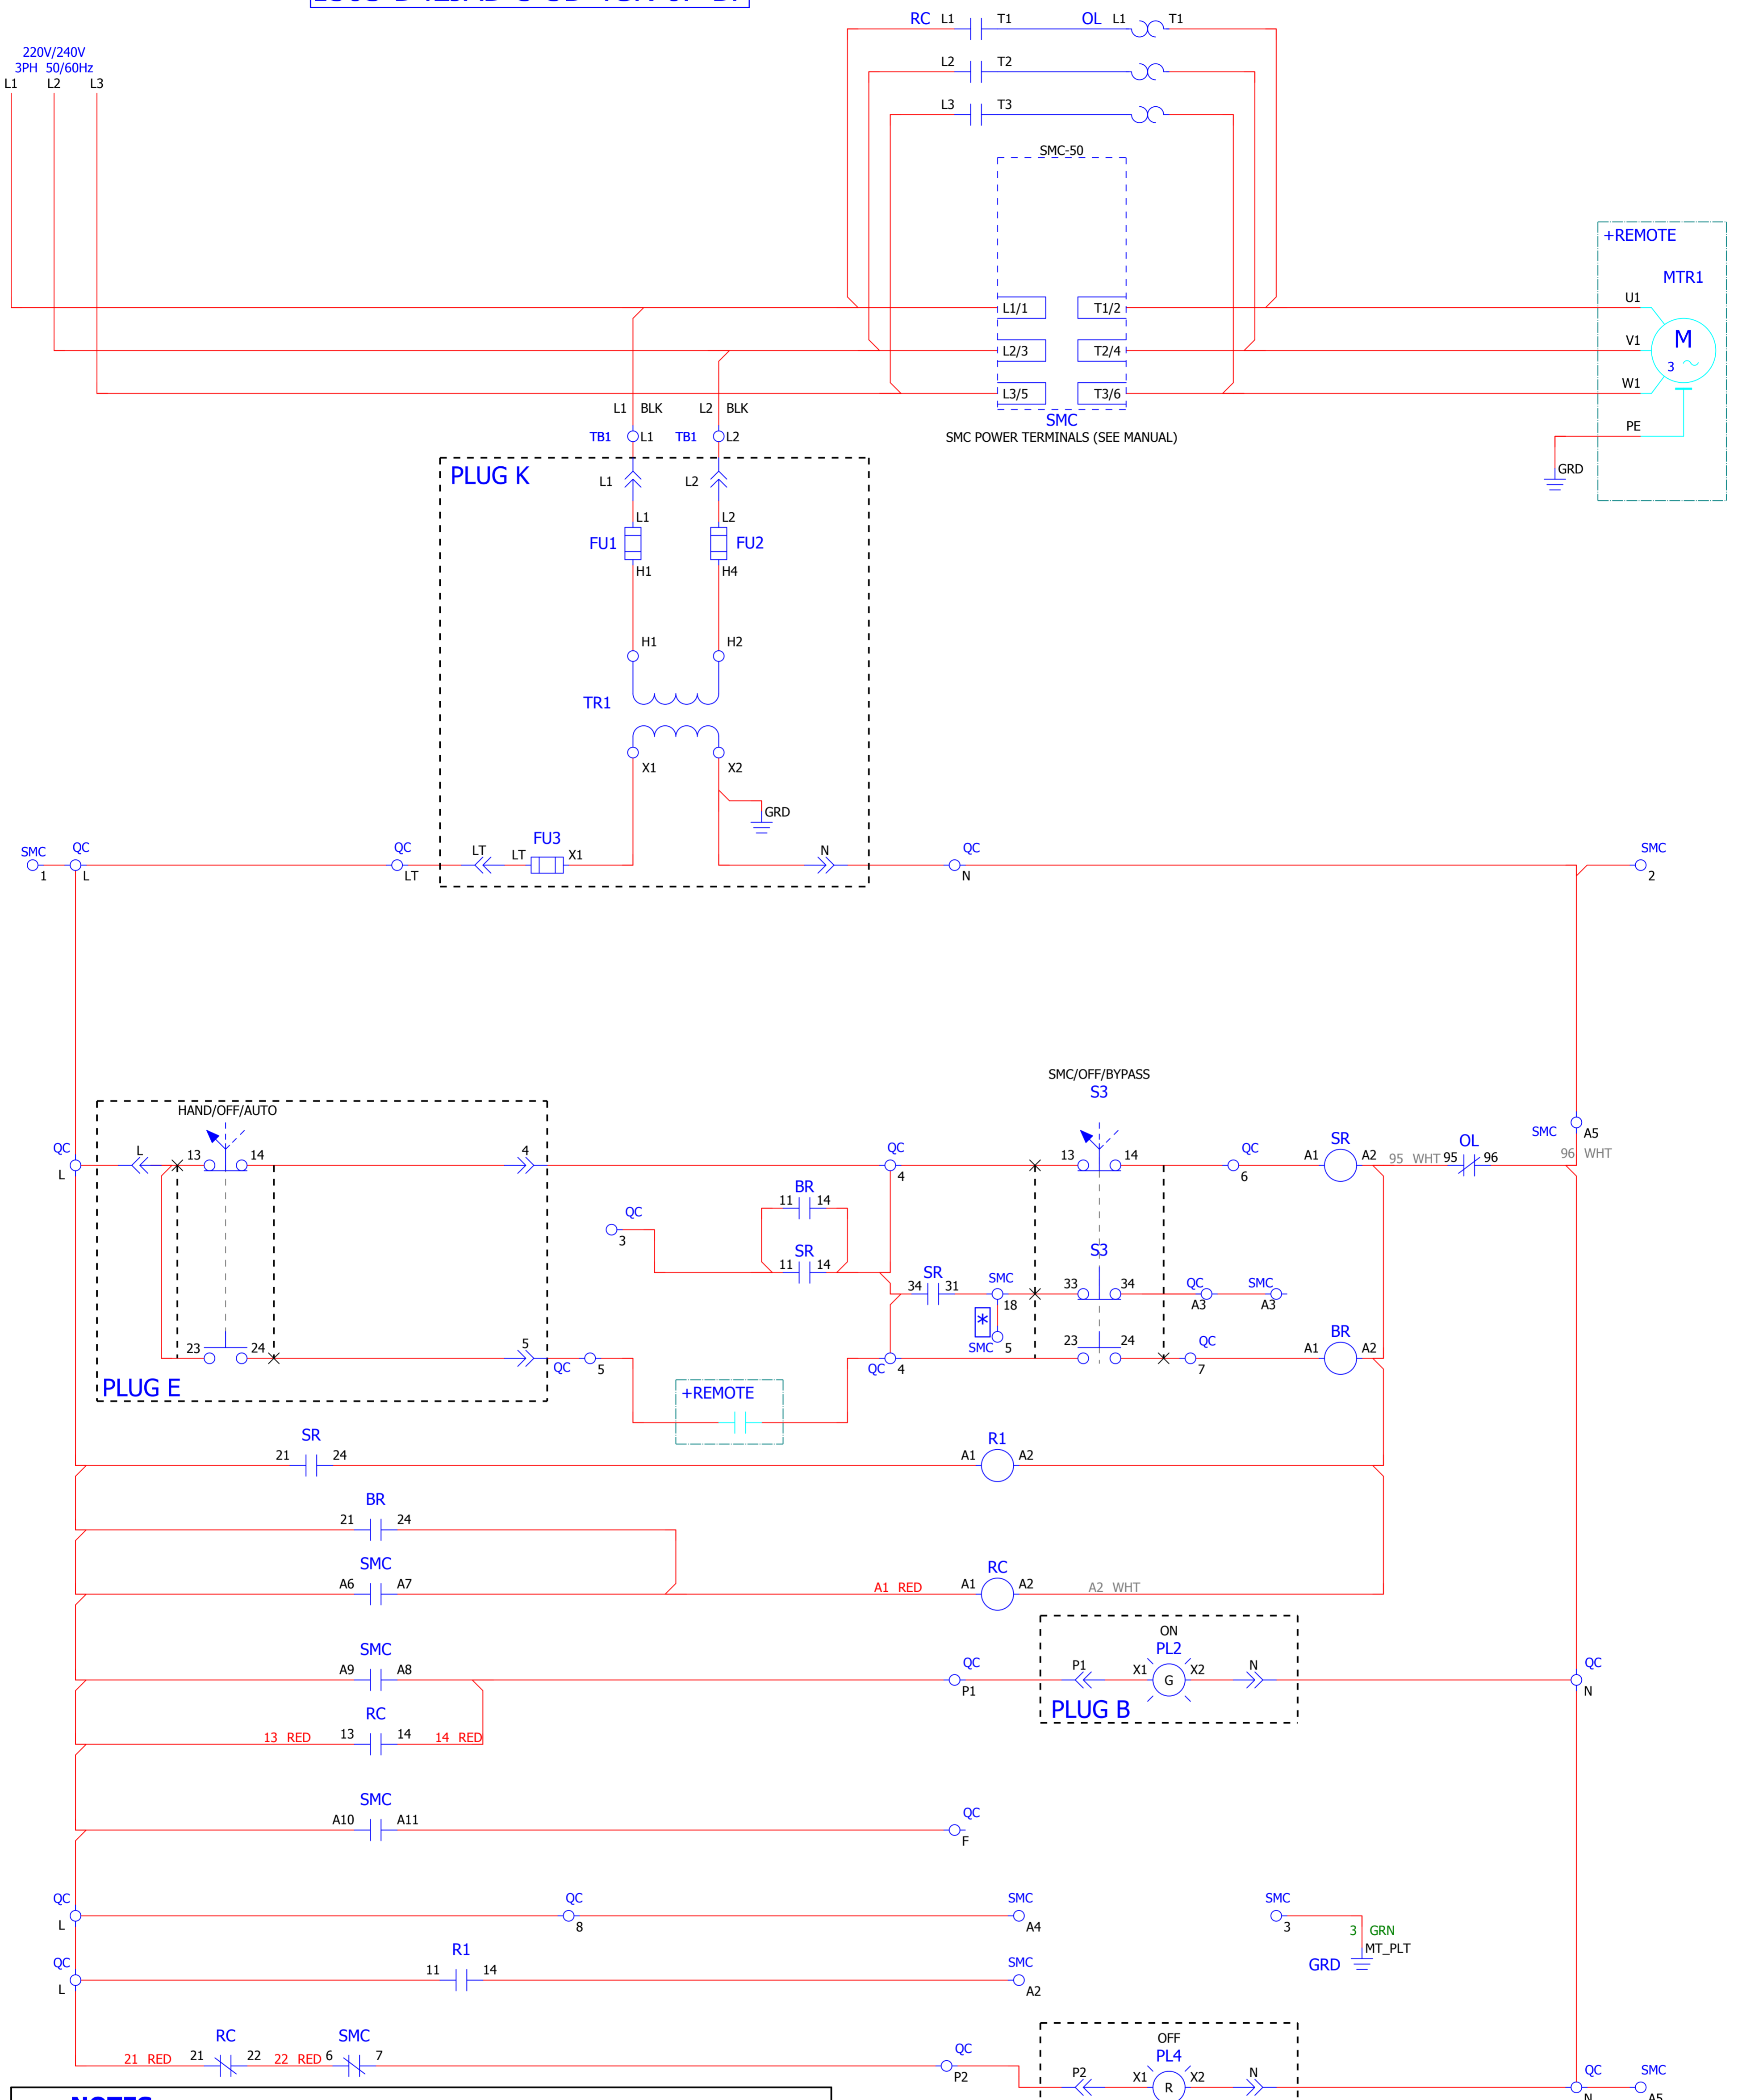 RC L1 T1 OL L1 T1
220V/240V
3PH 50/60Hz
L1 L2 L3
L2 T2
L3 T3
SMC-50
+REMOTE
MTR1
L1/1 T1/2 U1
L2/3 T2/4 V1 M
3
L3/5 T3/6 W1
L1 BLK L2 BLK
SMC
PE
TB1 L1 TB1 L2
SMC POWER TERMINALS (SEE MANUAL)
GRD
PLUG K
L1 L2
L1 L2
FU1 FU2
H1 H4
H1 H2
TR1
X1 X2
GRD
FU3
SMC QC QC LT LT X1 N QC SMC
1 L LT N 2
SMC/OFF/BYPASS
S3
HAND/OFF/AUTO
SMC A5
QC L 13 14 4 QC 13 14 QC SR OL
A1 A2 95 WHT 95 96 96 WHT
L 4 6
BR
11 14
QC
3
SR
11 14
S3
SR
34 31 SMC 33 34 QC SMC
18 A3 A3
*
SMC 5
23 24 5 23 24 QC BR
A1 A2
QC 5 QC 4 7
PLUG E
+REMOTE
SR R1
21 24 A1 A2
BR
21 24
SMC RC
A6 A7 A1 RED A1 A2 A2 WHT
ON
SMC PL2
A9 A8 QC P1 X1 X2 N QC
P1 G N
PLUG B
RC
13 RED 13 14 14 RED
SMC
A10 A11 QC
F
QC QC SMC SMC
L 8 A4 3
3 GRN
MT_PLT
GRD
R1
QC 11 14 SMC
L A2
OFF
RC SMC PL4
21 RED 21 22 22 RED 6 7 QC
P2 P2 X1 X2 N QC SMC
R N A5
NOTES